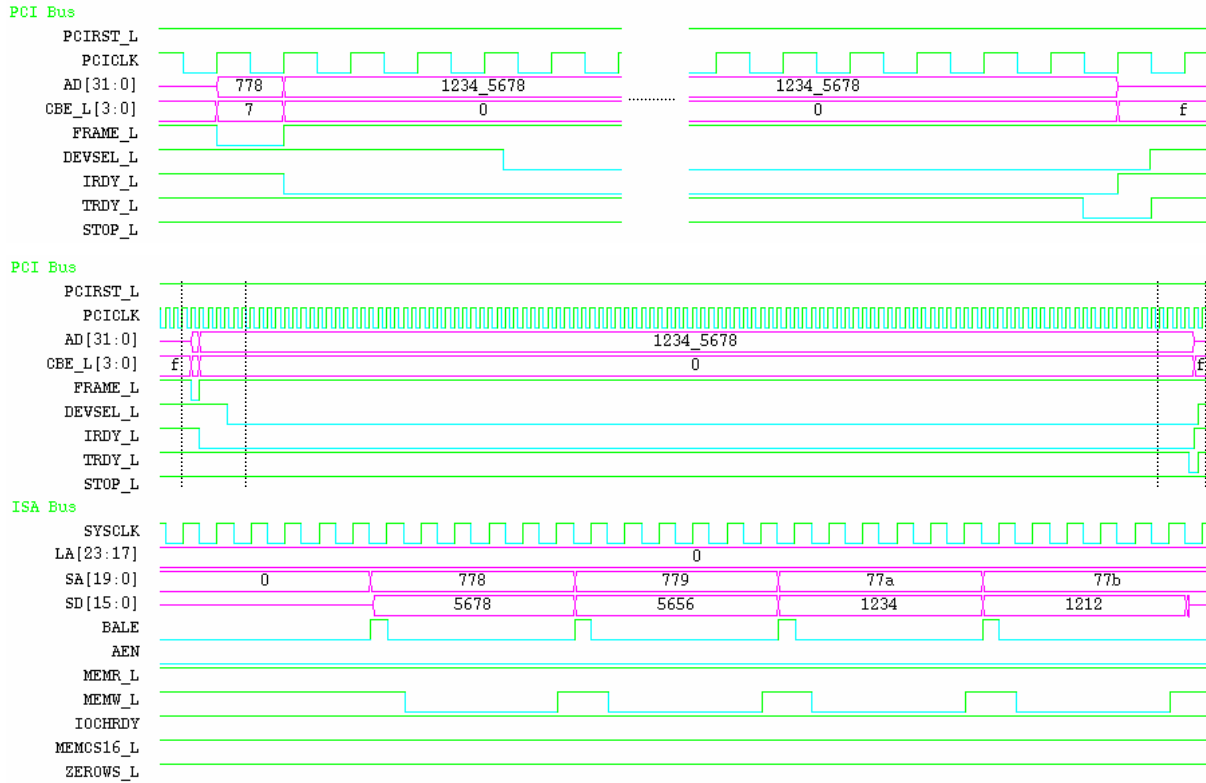 PCI Bus
PCIRST_L
PCICLK
AD[31:0] 778 1234_5678 1234_5678
CBE_L[3:0] 7 0 ............ 0 f
FRAME_L
DEVSEL_L
IRDY_L
TRDY_L
STOP_L
PCI Bus
PCIRST_L
PCICLK
AD[31:0] 1234_5678
CBE_L[3:0] f 0 f
FRAME_L
DEVSEL_L
IRDY_L
TRDY_L
STOP_L
ISA Bus
SYSCLK
LA[23:17] 0
SA[19:0] 0 778 779 77a 77b
SD[15:0] 5678 5656 1234 1212
BALE
AEN
MEMR_L
MEMW_L
IOCHRDY
MEMCS16_L
ZEROWS_L